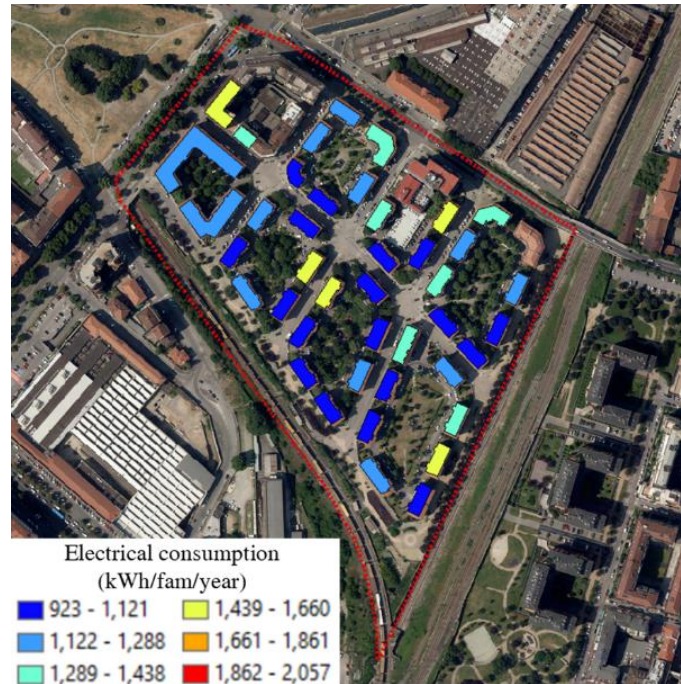 Electrical consumption
(kWh/fam/year)
923 - 1,121
1,439 - 1,660
1,122 - 1,288
1,661 - 1,861
1,289 - 1,438
1,862 - 2,057